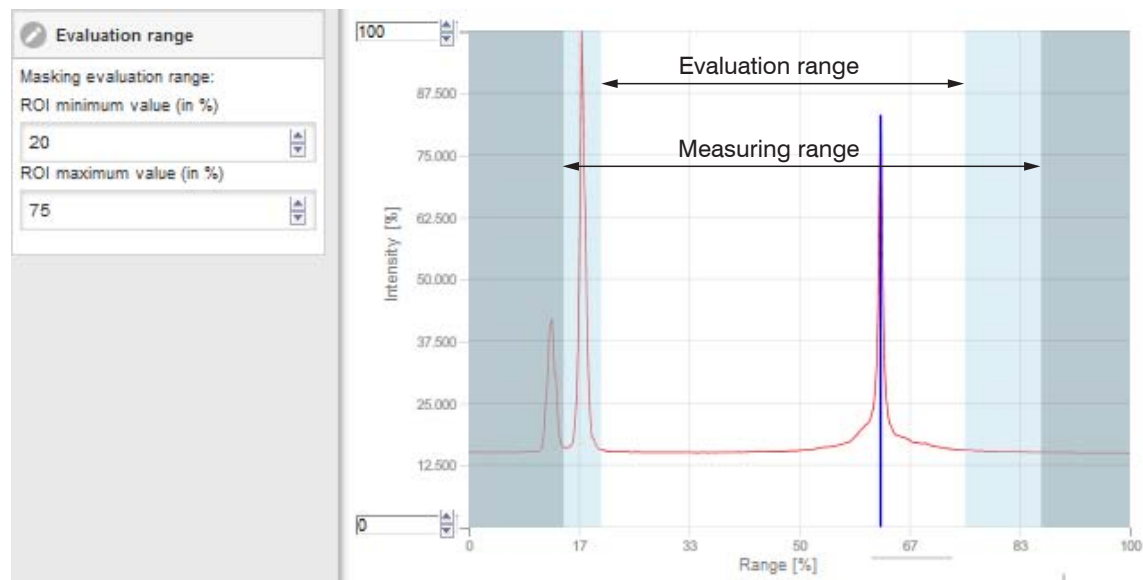 Evaluation range
Masking evaluation range:
ROI minimum value (in %)
20
ROI maximum value (in %)
75
100
87.500
75.000
62.500
50.000
37.500
25.000
12.500
0
Intensity [%]
Evaluation range
Measuring range
0 17 33 50 67 83 100
Range [%]